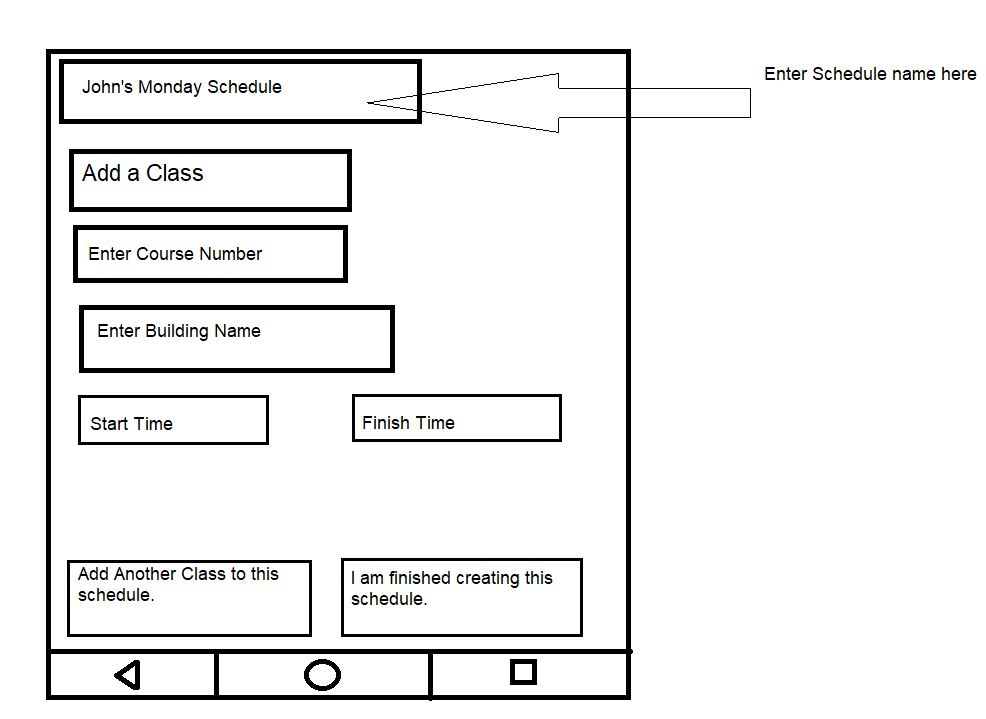 Enter Schedule name here
John's Monday Schedule
Add a Class
Enter Course Number
Enter Building Name
Start Time
Finish Time
Add Another Class to this
schedule.
I am finished creating this
schedule.